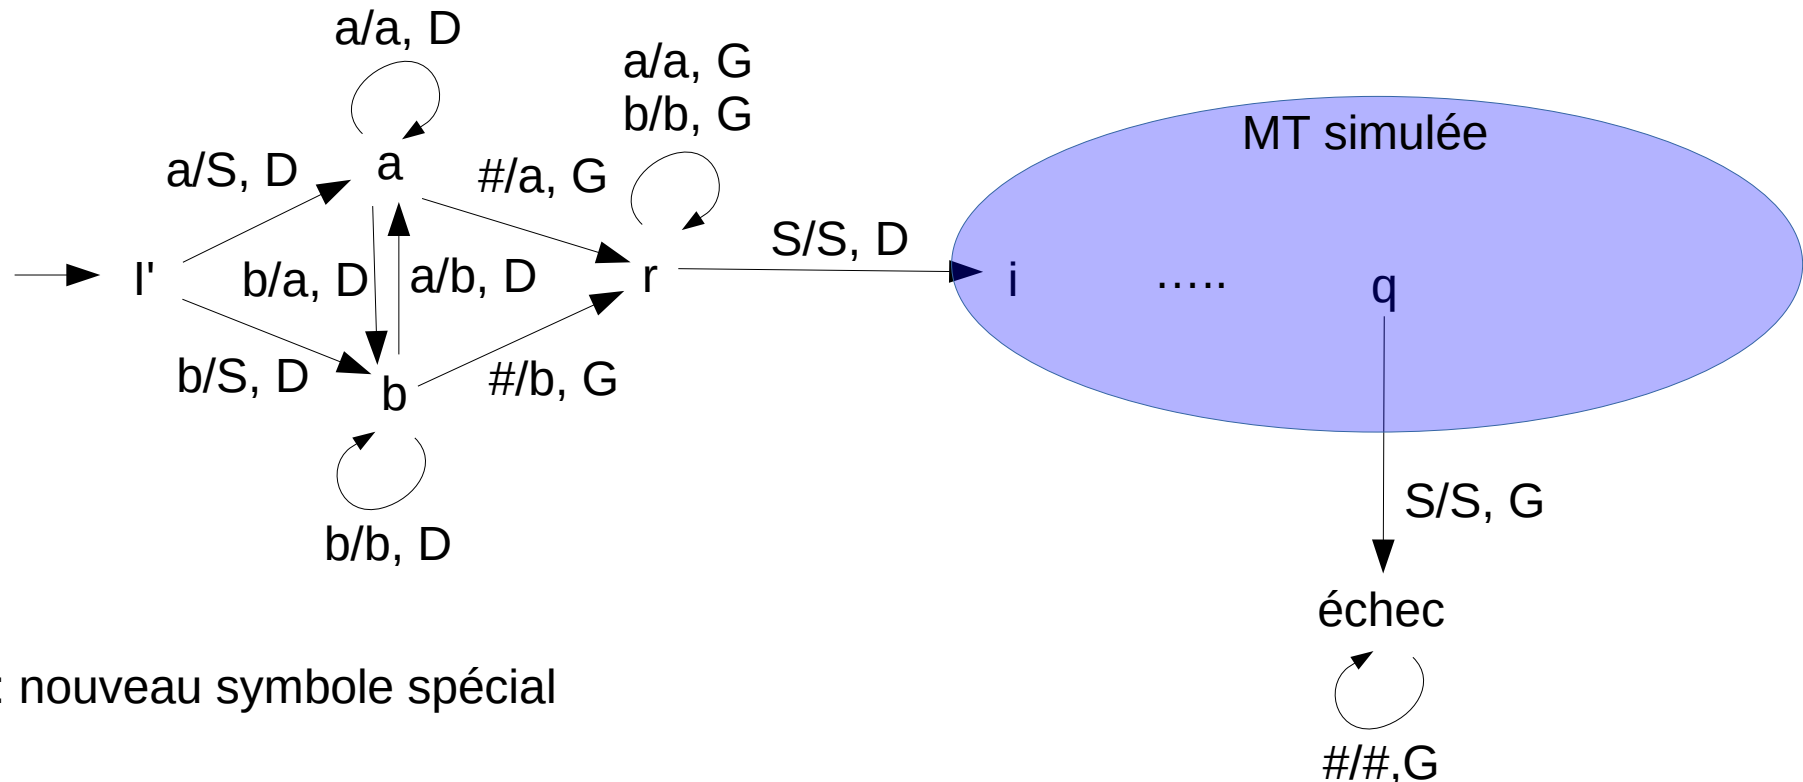 a/a, D
a/a, G
b/b, G
MT simulée
a/S, D
a
#/a, G
S/S, D
I'
b/a, D
a/b, D
r
i
.....
q
b/S, D
b
#/b, G
b/b, D
S/S, G
échec
: nouveau symbole spécial
#/#,G